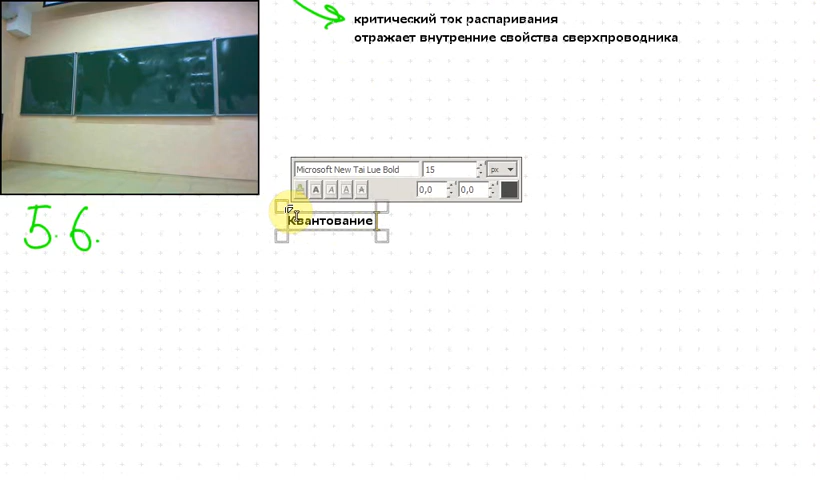 критический ток распаривания
отражает внутренние свойства сверхпроводника
Microsoft New Tai Lue Bold 15 px
A A A A A 0,0 0,0
5.6.
Квантование